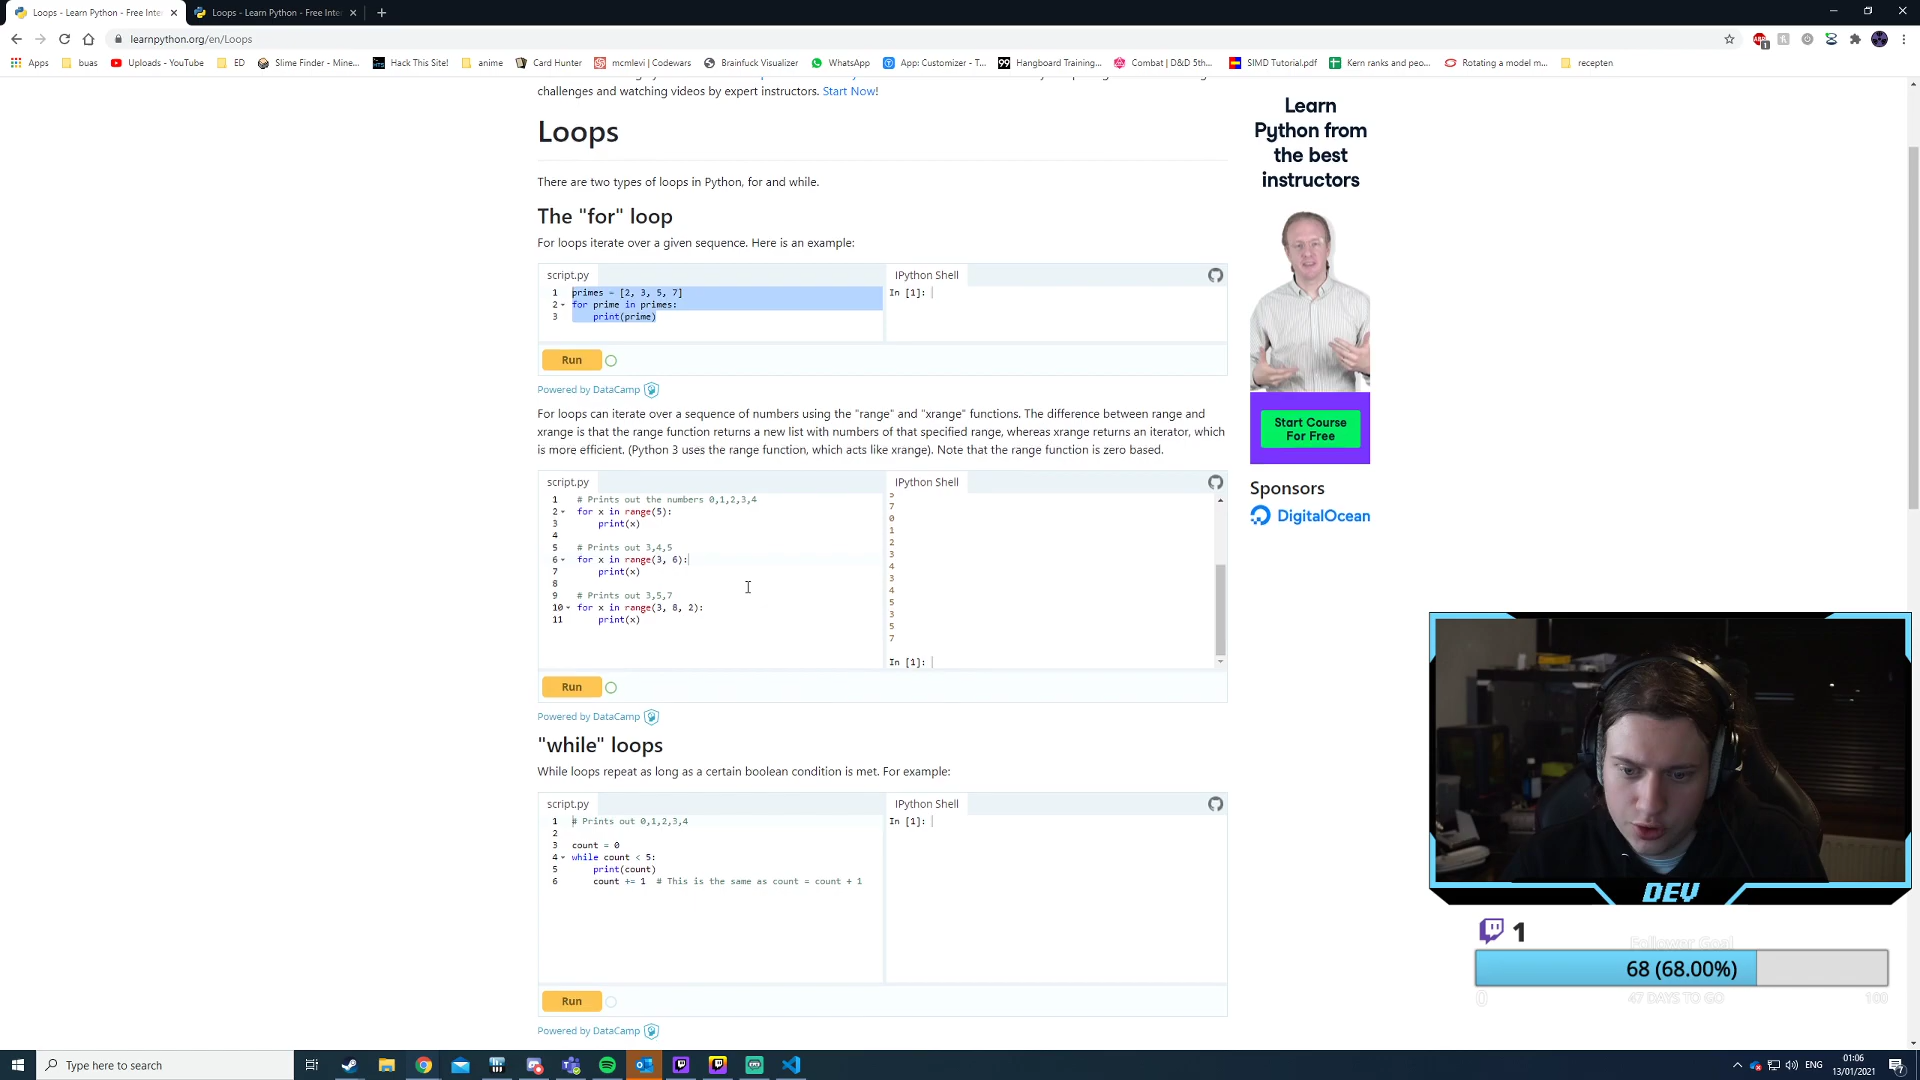 Loops - Learn Python - Free Inter
Loops - Learn Python - Free Inter
learnpython.org/en/Loops
Apps
buas
Uploads - YouTube
ED
Slime Finder - Mine...
Hack This Site!
anime
Card Hunter
mcmlevi | Codewars
Brainfuck Visualizer
WhatsApp
App: Customizer - T...
Hangboard Training...
Combat | D&D 5th...
SIMD Tutorial.pdf
Kern ranks and peo...
Rotating a model m...
recepten
challenges and watching videos by expert instructors. Start Now!
Loops
There are two types of loops in Python, for and while.
The "for" loop
For loops iterate over a given sequence. Here is an example:
script.py
1 primes = [2, 3, 5, 7]
2 for prime in primes:
3 print(prime)
IPython Shell
In [1]:
Run
Powered by DataCamp
For loops can iterate over a sequence of numbers using the "range" and "xrange" functions. The difference between range and
xrange is that the range function returns a new list with numbers of that specified range, whereas xrange returns an iterator, which
is more efficient. (Python 3 uses the range function, which acts like xrange). Note that the range function is zero based.
script.py
1 # Prints out the numbers 0,1,2,3,4
2 for x in range(5):
3 print(x)
4
5 # Prints out 3,4,5
6 for x in range(3, 6):
7 print(x)
8
9 # Prints out 3,5,7
10 for x in range(3, 8, 2):
11 print(x)
IPython Shell
5
7
0
1
2
3
4
3
4
5
3
5
7
In [1]:
Run
Powered by DataCamp
"while" loops
While loops repeat as long as a certain boolean condition is met. For example:
script.py
1 # Prints out 0,1,2,3,4
2
3 count = 0
4 while count < 5:
5 print(count)
6 count += 1 # This is the same as count = count + 1
IPython Shell
In [1]:
Run
Powered by DataCamp
Learn
Python from
the best
instructors
Start Course
For Free
Sponsors
DigitalOcean
DEV
1
Follower Goal
68 (68.00%)
0
47 DAYS TO GO
100
Type here to search
ENG
01:06
13/01/2021